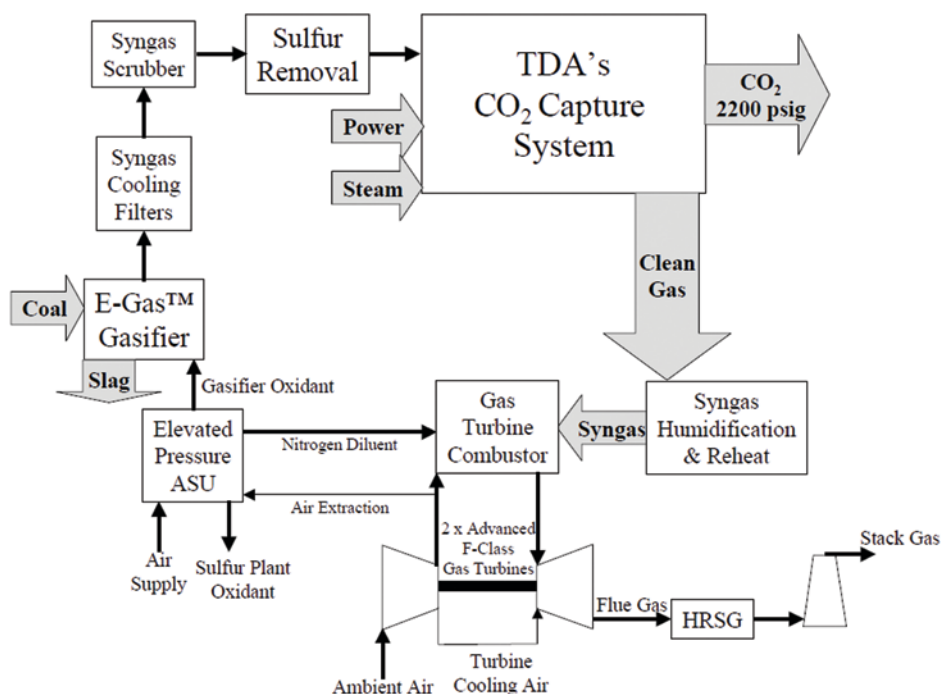 Syngas
Scrubber
Sulfur
Removal
TDA's
CO₂ Capture
System
CO₂
2200 psig
Power
Steam
Syngas
Cooling
Filters
Clean
Gas
Coal
E-Gas™
Gasifier
Slag
Gasifier Oxidant
Elevated
Pressure
ASU
Nitrogen Diluent
Gas
Turbine
Combustor
Syngas
Syngas
Humidification
& Reheat
Air Extraction
Air
Supply
Sulfur Plant
Oxidant
2 x Advanced
F-Class
Gas Turbines
Stack Gas
Flue Gas
HRSG
Ambient Air
Turbine
Cooling Air